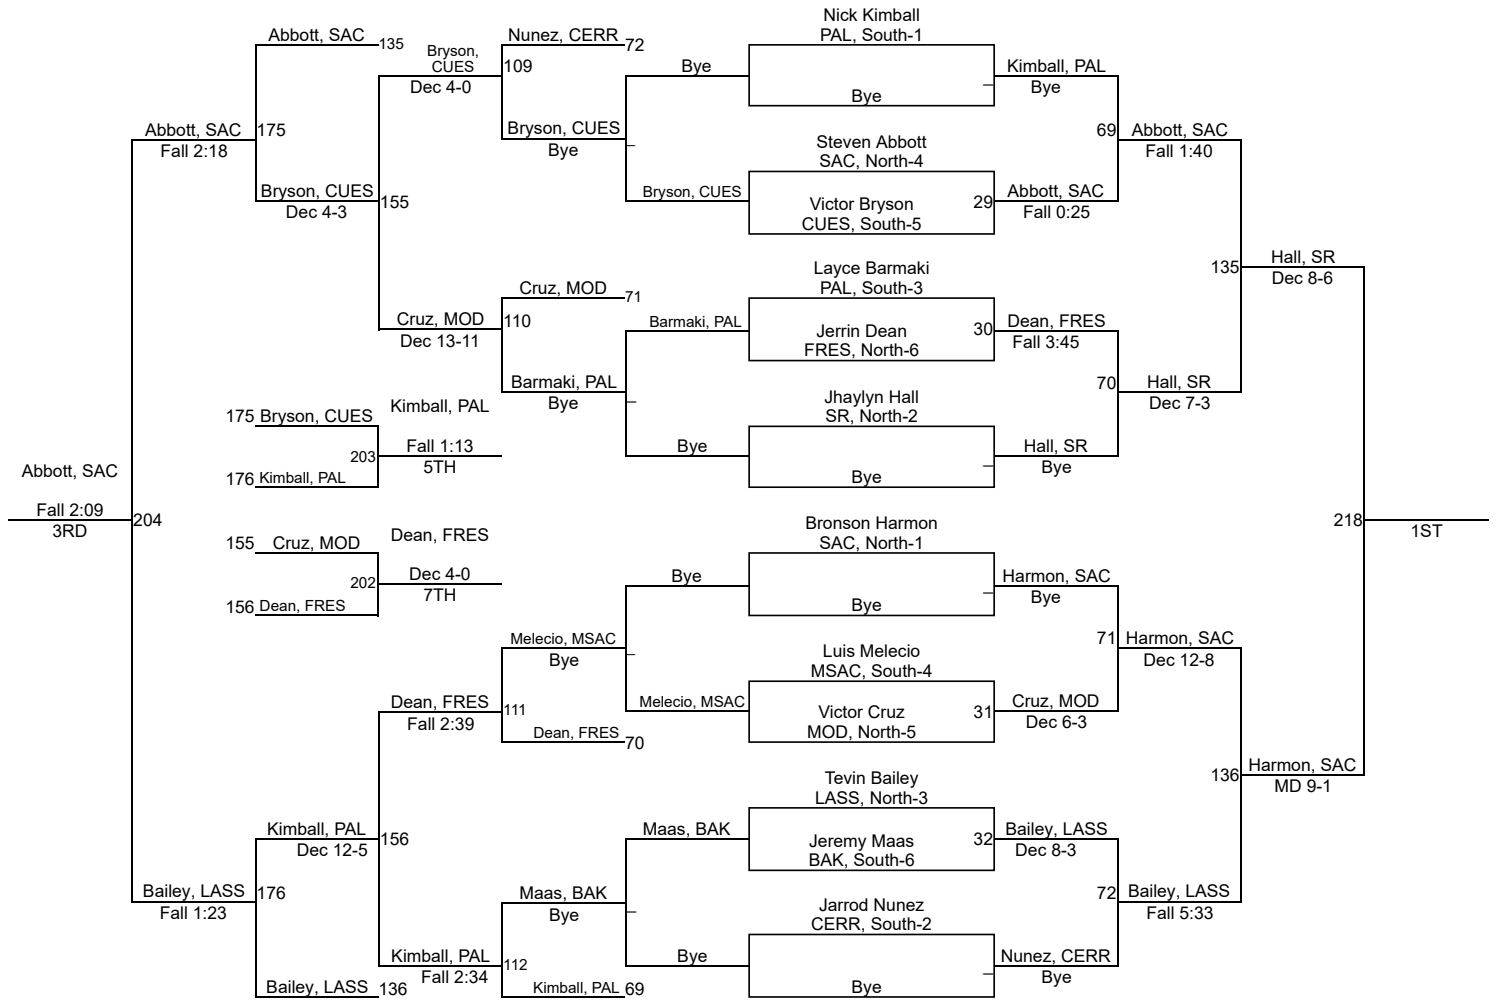 Nick Kimball
PAL, South-1
Abbott, SAC 135
Bryson,
CUES
Dec 4-0
Nunez, CERR 72
109
Bye
Bye
Kimball, PAL
Bye
Abbott, SAC 175
Fall 2:18
Bryson, CUES
Bye
Steven Abbott
SAC, North-4
69
Abbott, SAC
Fall 1:40
Bryson, CUES
Dec 4-3
155
Bryson, CUES
Victor Bryson
CUES, South-5
29
Abbott, SAC
Fall 0:25
Layce Barmaki
PAL, South-3
135
Hall, SR
Dec 8-6
Cruz, MOD 71
Cruz, MOD
Dec 13-11
110
Barmaki, PAL
Jerrin Dean
FRES, North-6
30
Dean, FRES
Fall 3:45
Barmaki, PAL
Bye
Jhaylyn Hall
SR, North-2
70
Hall, SR
Dec 7-3
175 Bryson, CUES
Kimball, PAL
203
Fall 1:13
5TH
176 Kimball, PAL
Bye
Bye
Hall, SR
Bye
Abbott, SAC
Fall 2:09
3RD
204
Bronson Harmon
SAC, North-1
218
1ST
155 Cruz, MOD
Dean, FRES
202
Dec 4-0
7TH
156 Dean, FRES
Bye
Bye
Harmon, SAC
Bye
Melecio, MSAC
Bye
Luis Melecio
MSAC, South-4
71
Harmon, SAC
Dec 12-8
Dean, FRES
Fall 2:39
111
Dean, FRES 70
Melecio, MSAC
Victor Cruz
MOD, North-5
31
Cruz, MOD
Dec 6-3
Tevin Bailey
LASS, North-3
136
Harmon, SAC
MD 9-1
Kimball, PAL
Dec 12-5
156
Maas, BAK
Jeremy Maas
BAK, South-6
32
Bailey, LASS
Dec 8-3
Bailey, LASS
Fall 1:23
176
Maas, BAK
Bye
Jarrod Nunez
CERR, South-2
72
Bailey, LASS
Fall 5:33
Kimball, PAL
Fall 2:34
112
Bye
Bye
Nunez, CERR
Bye
Bailey, LASS 136
Kimball, PAL 69